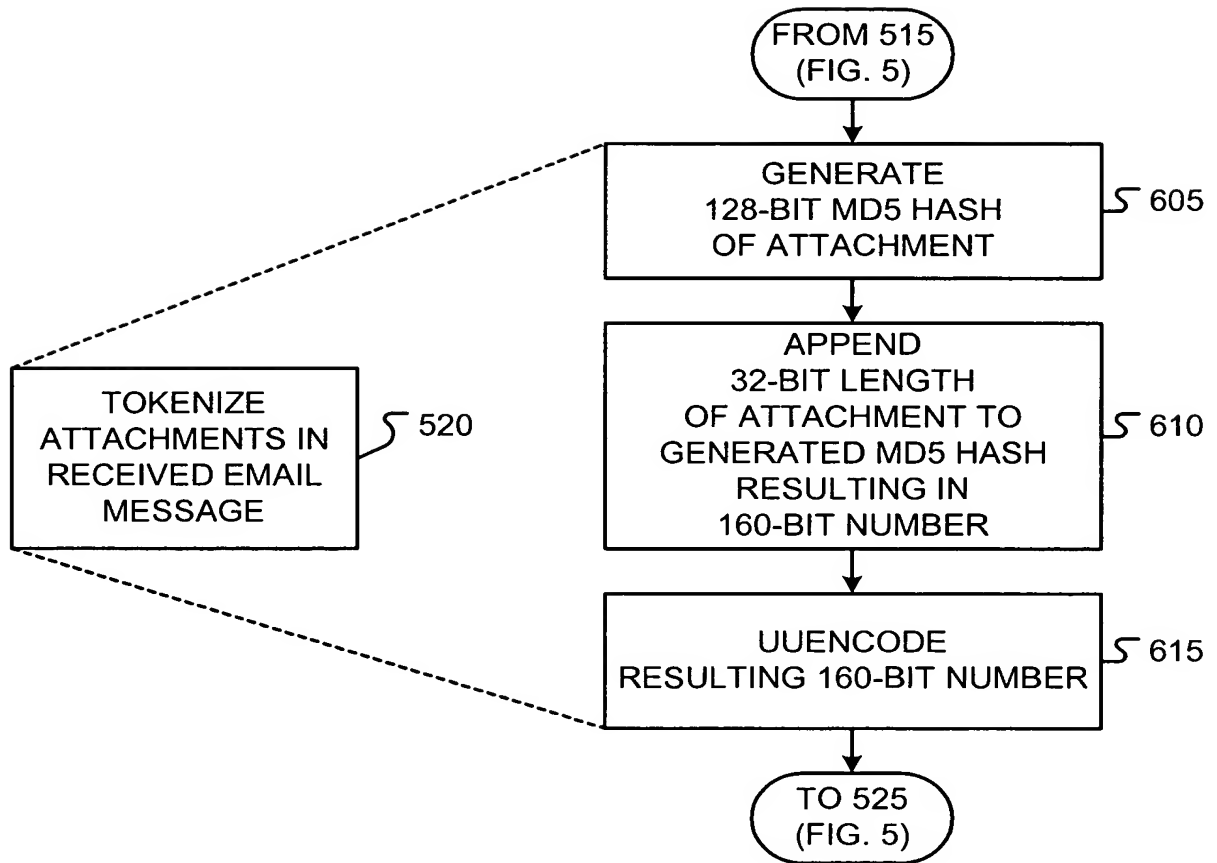 FROM 515
(FIG. 5)
GENERATE
128-BIT MD5 HASH
OF ATTACHMENT
605
APPEND
32-BIT LENGTH
OF ATTACHMENT TO
GENERATED MD5 HASH
RESULTING IN
160-BIT NUMBER
610
TOKENIZE
ATTACHMENTS IN
RECEIVED EMAIL
MESSAGE
520
UUENCODE
RESULTING 160-BIT NUMBER
615
TO 525
(FIG. 5)